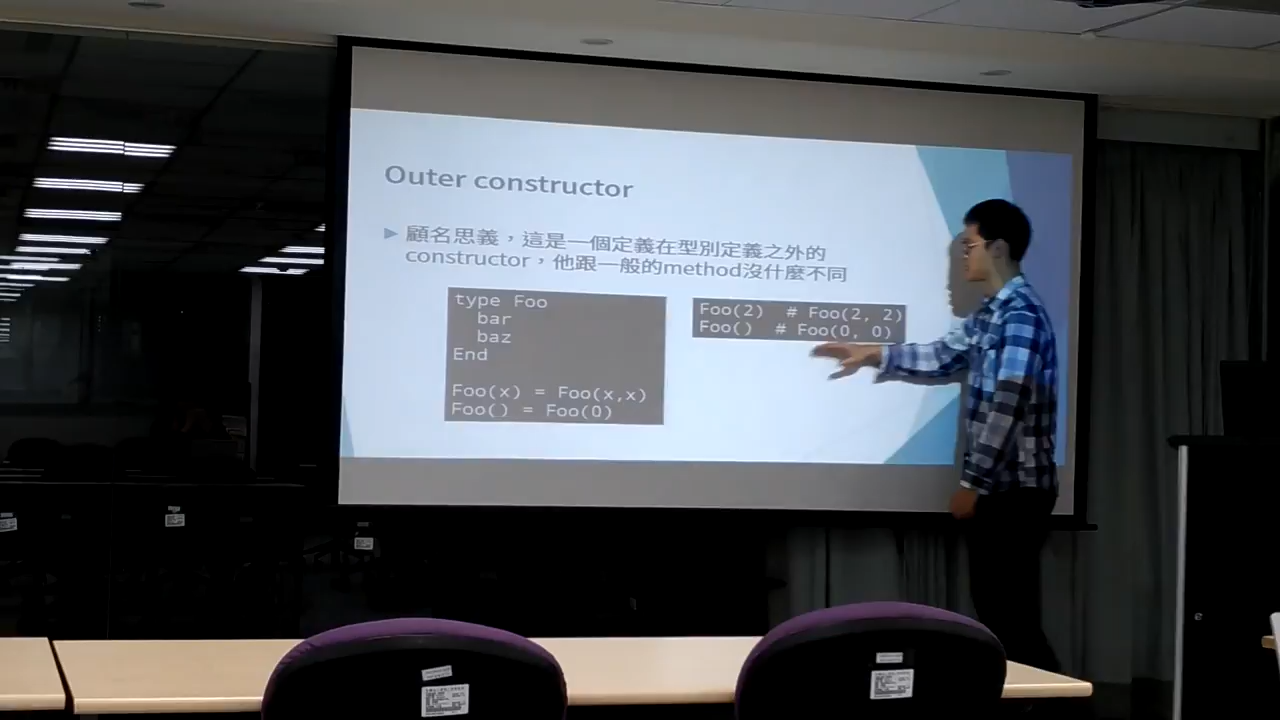 Outer constructor
顧名思義，這是一個定義在型別定義之外的
constructor，他跟一般的method沒什麼不同
type Foo
bar
baz
End
Foo(x) = Foo(x,x)
Foo() = Foo(0)
Foo(2) # Foo(2, 2)
Foo() # Foo(0, 0)